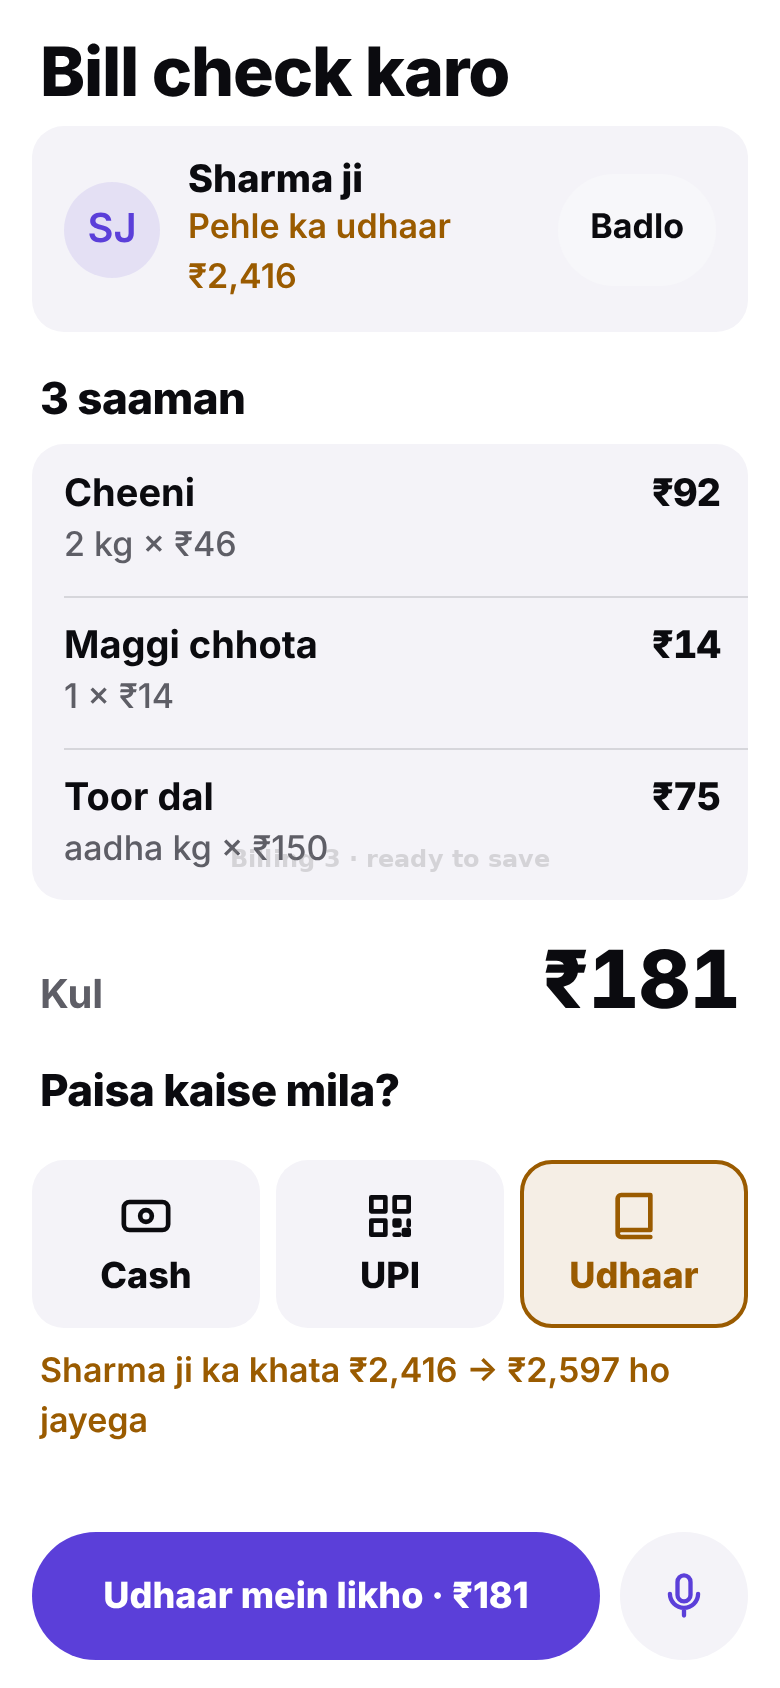 Bill check karo
SJ
Sharma ji
Pehle ka udhaar
₹2,416
Badlo
3 saaman
Cheeni
₹92
2 kg × ₹46
Maggi chhota
₹14
1 × ₹14
Toor dal
₹75
aadha kg × ₹150
Billing 3 · ready to save
Kul
₹181
Paisa kaise mila?
Cash
UPI
Udhaar
Sharma ji ka khata ₹2,416 → ₹2,597 ho
jayega
Udhaar mein likho · ₹181